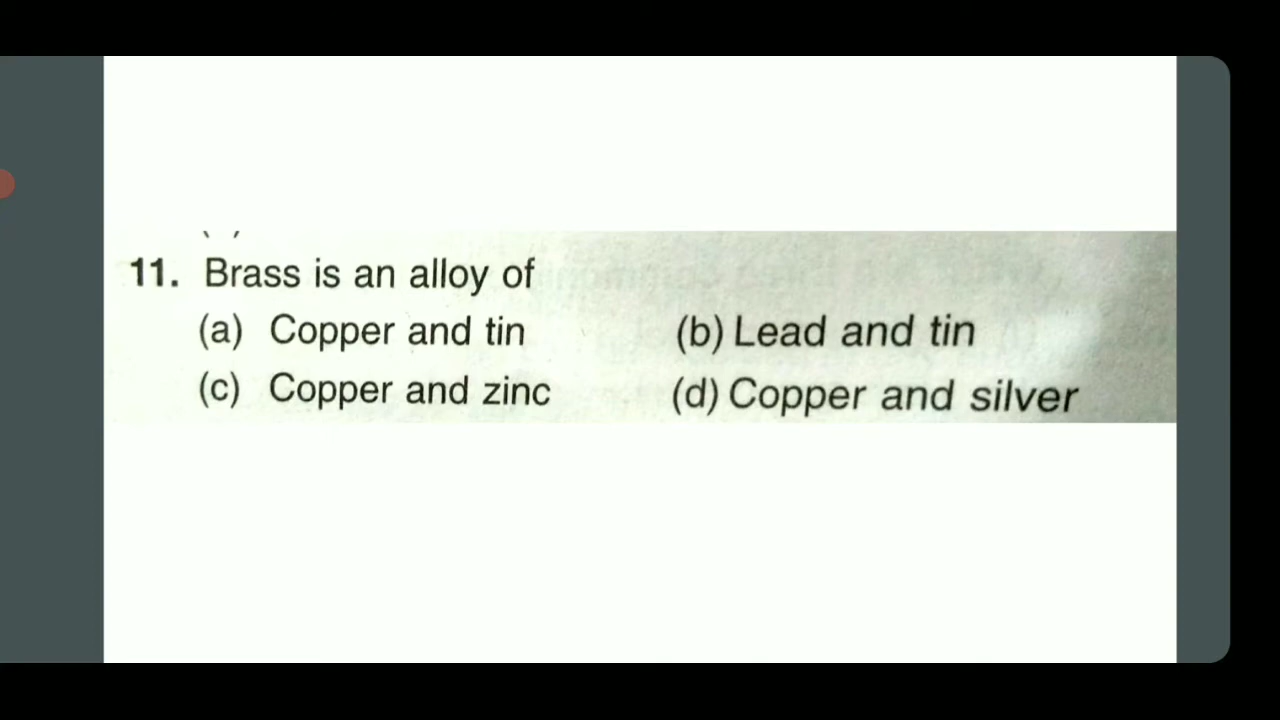 11. Brass is an alloy of
(a) Copper and tin (b) Lead and tin
(c) Copper and zinc (d) Copper and silver